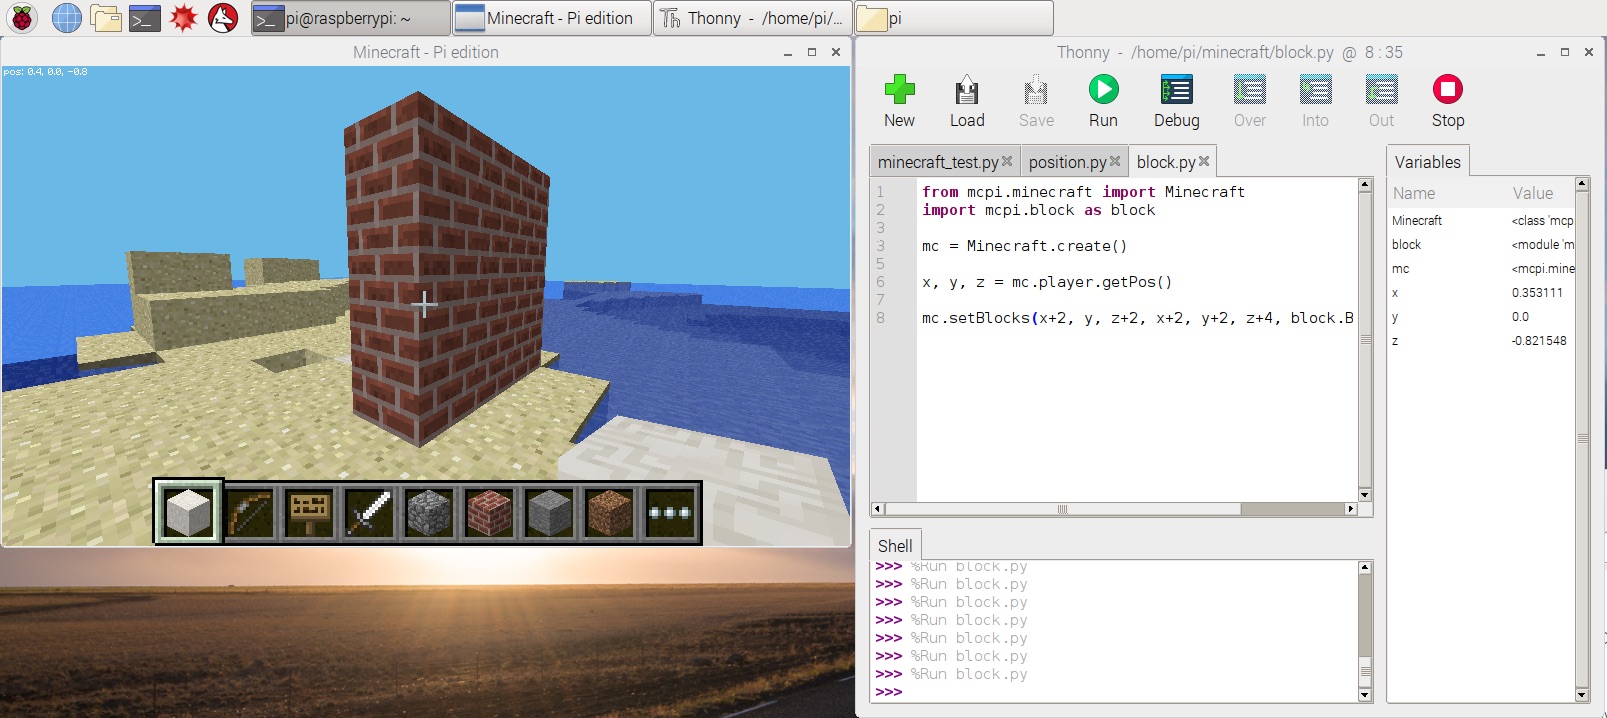 pi@raspberrypi: ~
Minecraft - Pi edition
Thonny - /home/pi/...
pi
Minecraft - Pi edition
pos: 0.4, 0.0, -0.8
Thonny - /home/pi/minecraft/block.py @ 8 : 35
New Load Save Run Debug Over Into Out Stop
minecraft_test.py position.py block.py
1 from mcpi.minecraft import Minecraft
2 import mcpi.block as block
3
3 mc = Minecraft.create()
5
6 x, y, z = mc.player.getPos()
7
8 mc.setBlocks(x+2, y, z+2, x+2, y+2, z+4, block.B
Variables
Name Value
Minecraft <class 'mcp
block <module 'm
mc <mcpi.mine
x 0.353111
y 0.0
z -0.821548
Shell
>>> %Run block.py
>>> %Run block.py
>>> %Run block.py
>>> %Run block.py
>>> %Run block.py
>>> %Run block.py
>>> %Run block.py
>>>